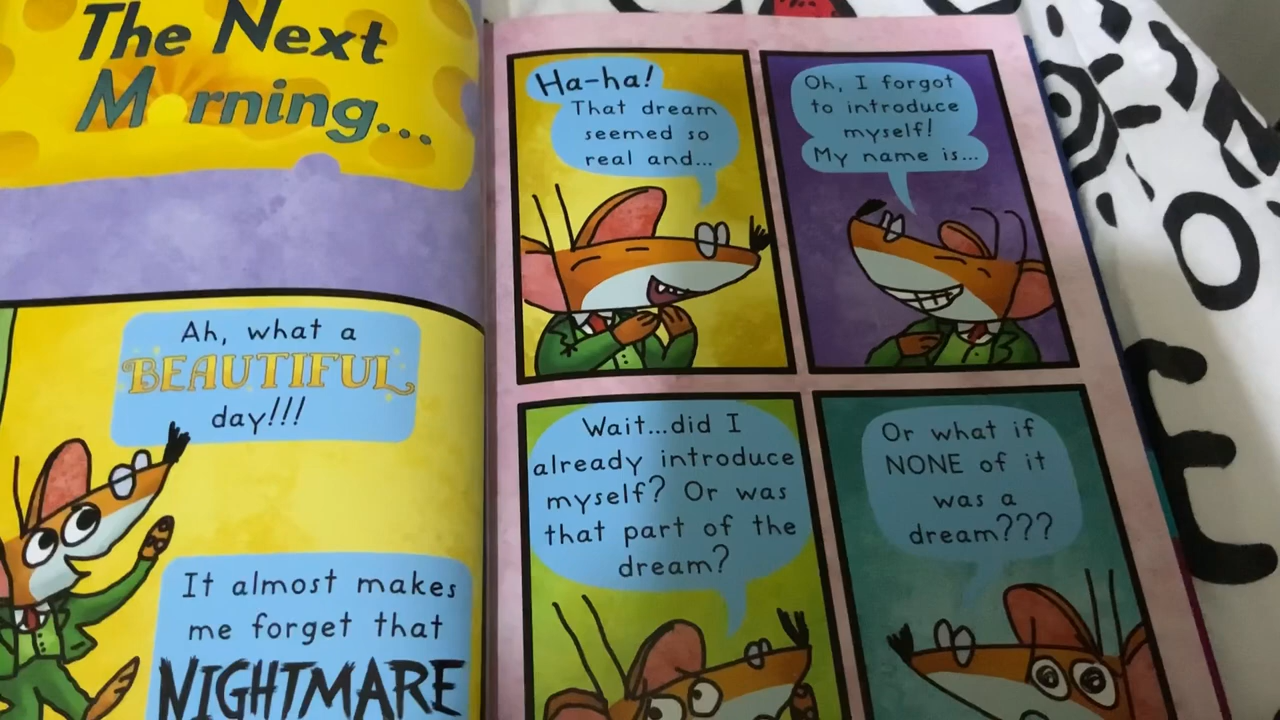 The Next
Morning...
Ah, what a
BEAUTIFUL
day!!!
It almost makes
me forget that
NIGHTMARE
Ha-ha!
That dream
seemed so
real and...
Oh, I forgot
to introduce
myself!
My name is...
Wait...did I
already introduce
myself? Or was
that part of the
dream?
Or what if
NONE of it
was a
dream???
O
E